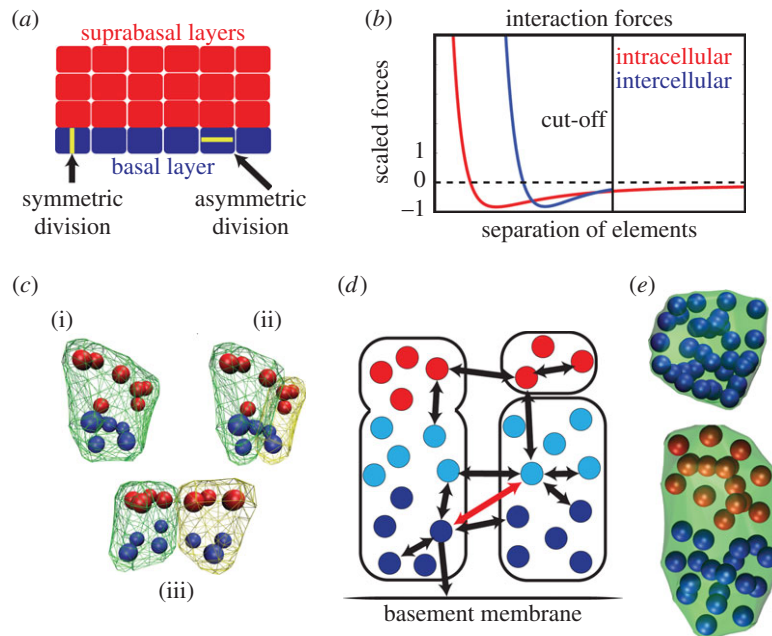 (a)
suprabasal layers
basal layer
symmetric
division
asymmetric
division
(b)
interaction forces
intracellular
intercellular
cut-off
scaled forces
1
0
−1
separation of elements
(c)
(i)
(ii)
(iii)
(d)
basement membrane
(e)